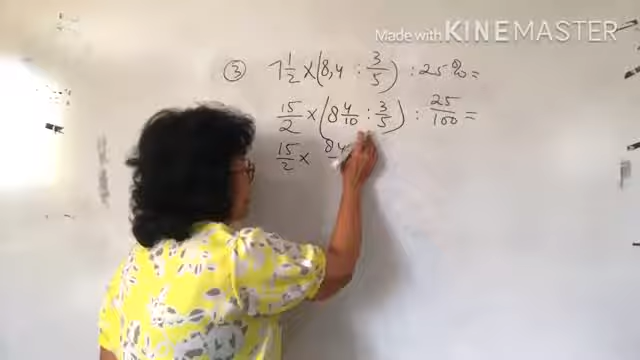 Made with KINEMASTER
③ 7 1/2 × (8,4 : 3/5) : 25 % =
15/2 × (8 4/10 : 3/5) : 25/100 =
15/2 × 84